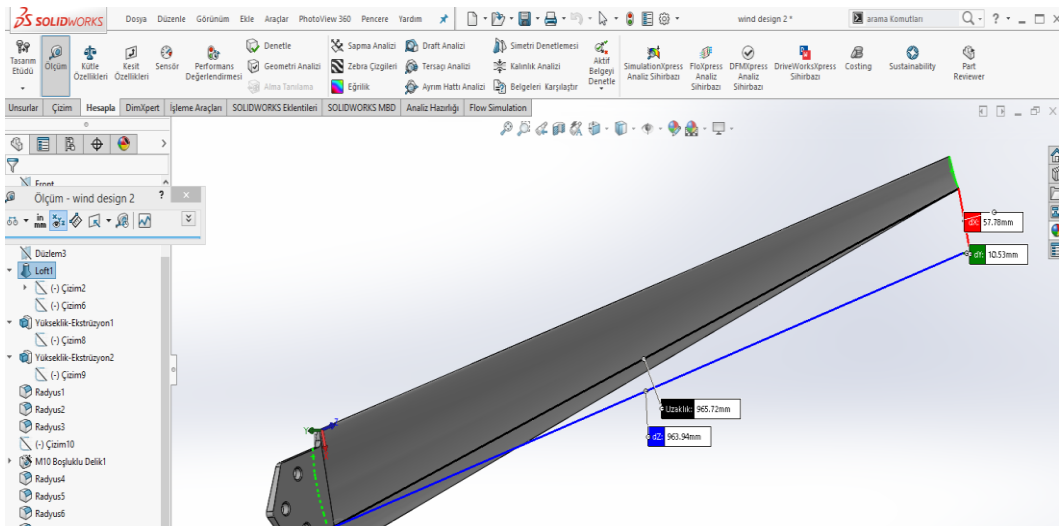 SOLIDWORKS
Dosya Düzenle Görünüm Ekle Araçlar PhotoView 360 Pencere Yardım
wind design 2 *
arama Komutları
Tasarım Etüdü
Ölçüm
Kütle Özellikleri
Kesit Özellikleri
Sensör
Performans Değerlendirmesi
Denetle
Geometri Analizi
Alma Tanılama
Sapma Analizi
Zebra Çizgileri
Eğrilik
Draft Analizi
Tersaçı Analizi
Ayrım Hattı Analizi
Simetri Denetlemesi
Kalınlık Analizi
Belgeleri Karşılaştır
Aktif Belgeyi Denetle
SimulationXpress Analiz Sihirbazı
FloXpress Analiz Sihirbazı
DFMXpress Analiz Sihirbazı
DriveWorksXpress Sihirbazı
Costing
Sustainability
Part Reviewer
Unsurlar Çizim Hesapla DimXpert İşleme Araçları SOLIDWORKS Eklentileri SOLIDWORKS MBD Analiz Hazırlığı Flow Simulation
Front
Ölçüm - wind design 2 ? x
in mm
Düzlem3
Loft1
(-) Çizim2
(-) Çizim6
Yükseklik-Ekstrüzyon1
(-) Çizim8
Yükseklik-Ekstrüzyon2
(-) Çizim9
Radyus1
Radyus2
Radyus3
(-) Çizim10
M10 Boşluklu Delik1
Radyus4
Radyus5
Radyus6
dX: 57.78mm
dY: 10.53mm
Uzaklık: 965.72mm
dZ: 963.94mm
Y
Z